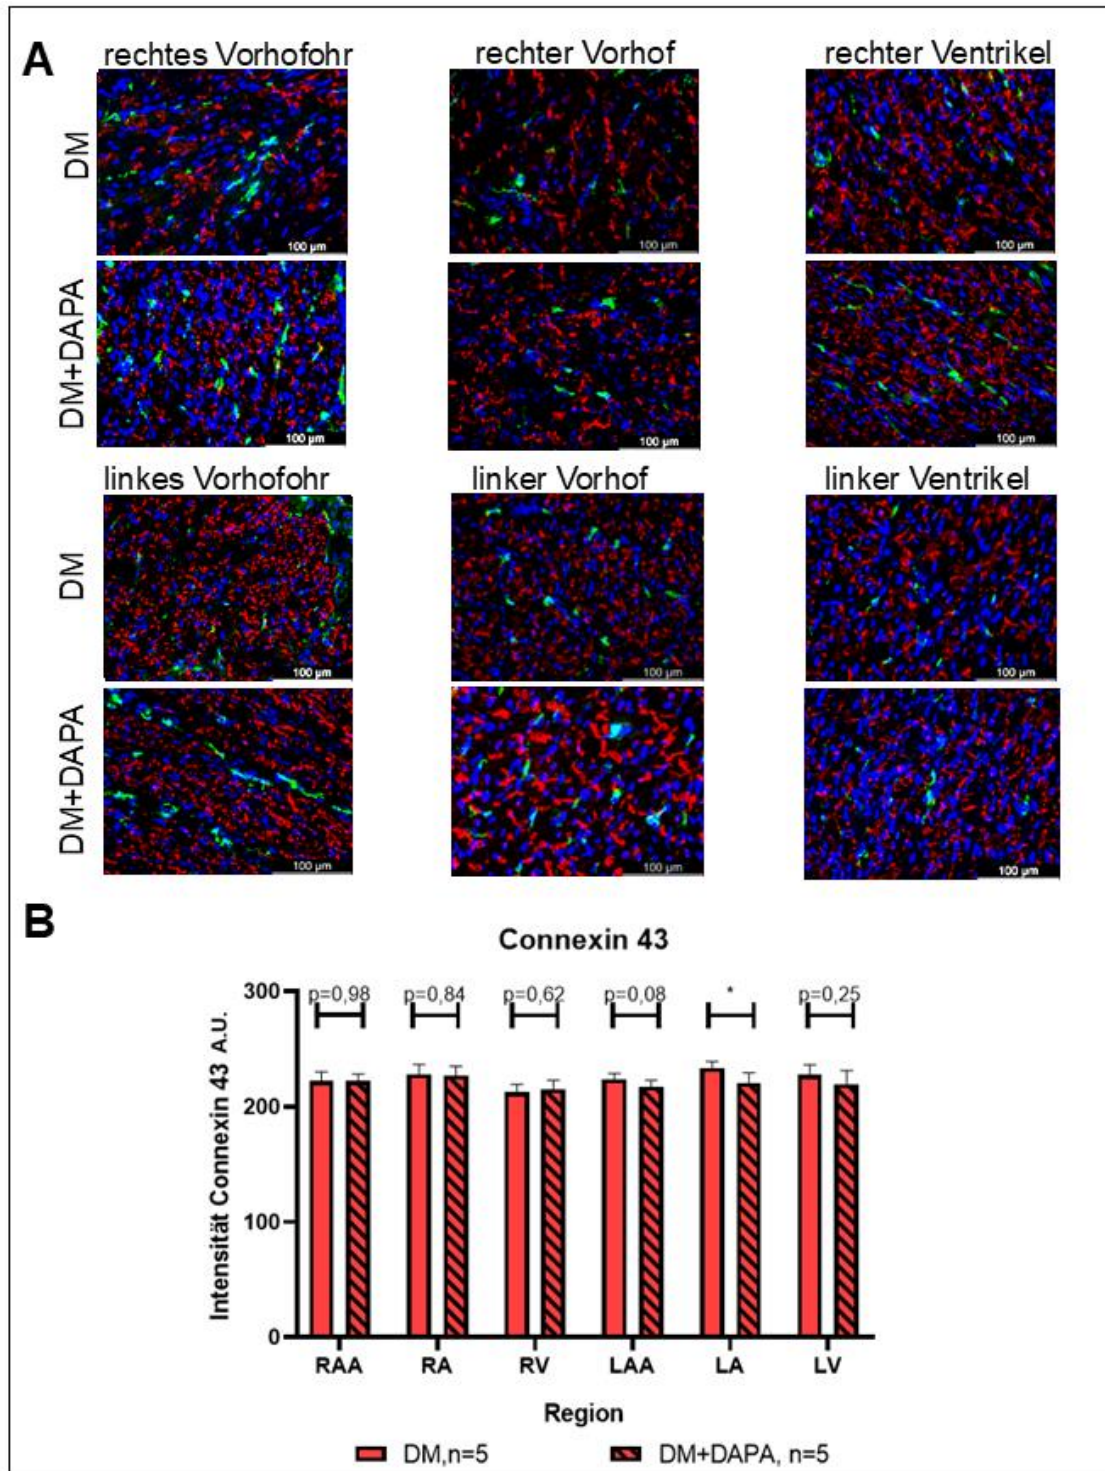 A
rechtes Vorhofohr rechter Vorhof rechter Ventrikel
DM
100 µm 100 µm 100 µm
DM+DAPA
100 µm 100 µm 100 µm
linkes Vorhofohr linker Vorhof linker Ventrikel
DM
100 µm 100 µm 100 µm
DM+DAPA
100 µm 100 µm 100 µm
B
Connexin 43
Intensität Connexin 43 A.U.
300
200
100
0
p=0,98 p=0,84 p=0,62 p=0,08 * p=0,25
RAA RA RV LAA LA LV
Region
DM,n=5 DM+DAPA, n=5